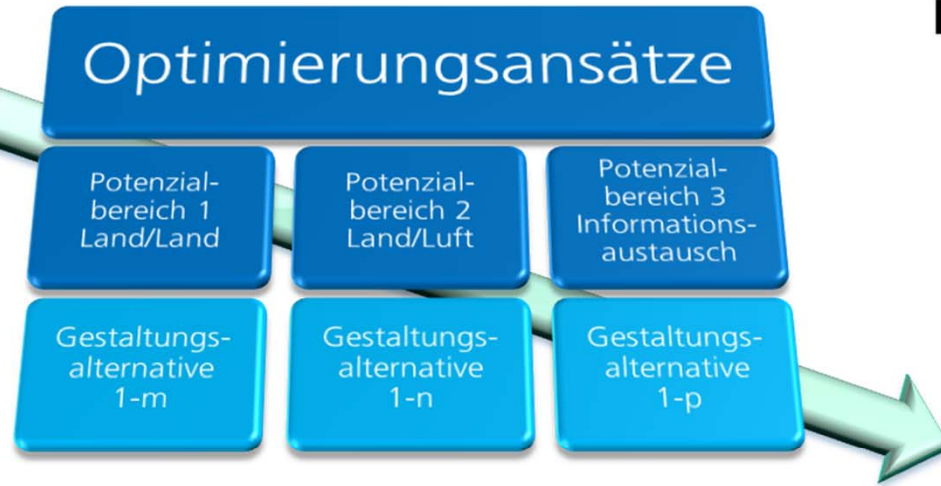 Optimierungsansätze
Potenzial-
bereich 1
Land/Land
Potenzial-
bereich 2
Land/Luft
Potenzial-
bereich 3
Informations-
austausch
Gestaltungs-
alternative
1-m
Gestaltungs-
alternative
1-n
Gestaltungs-
alternative
1-p